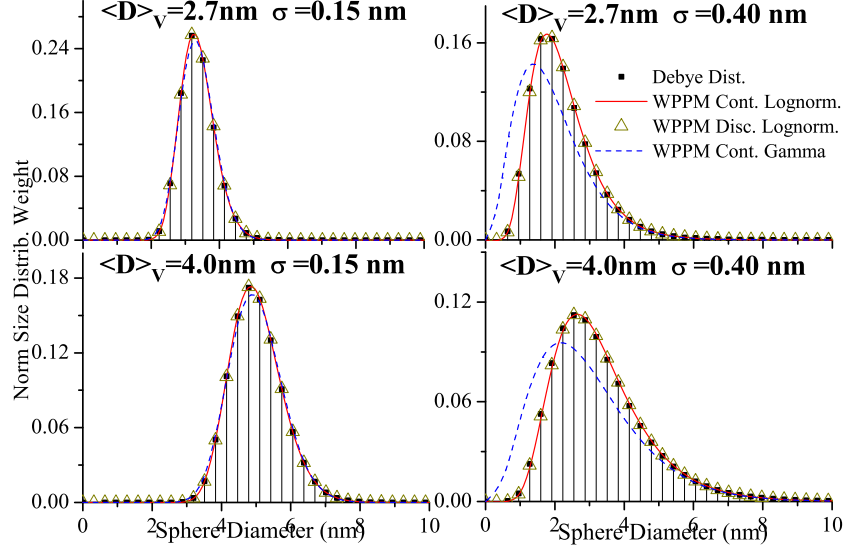 <D>V=2.7nm σ=0.15 nm
<D>V=2.7nm σ=0.40 nm
0.24
0.16
0.08
0.00
0.16
0.08
0.00
Debye Dist.
WPPM Cont. Lognorm.
WPPM Disc. Lognorm.
WPPM Cont. Gamma
Norm Size Distrib. Weight
<D>V=4.0nm σ=0.15 nm
<D>V=4.0nm σ=0.40 nm
0.18
0.12
0.06
0.00
0.12
0.06
0.00
0 2 4 6 8 10
Sphere Diameter (nm)
0 2 4 6 8 10
Sphere Diameter (nm)